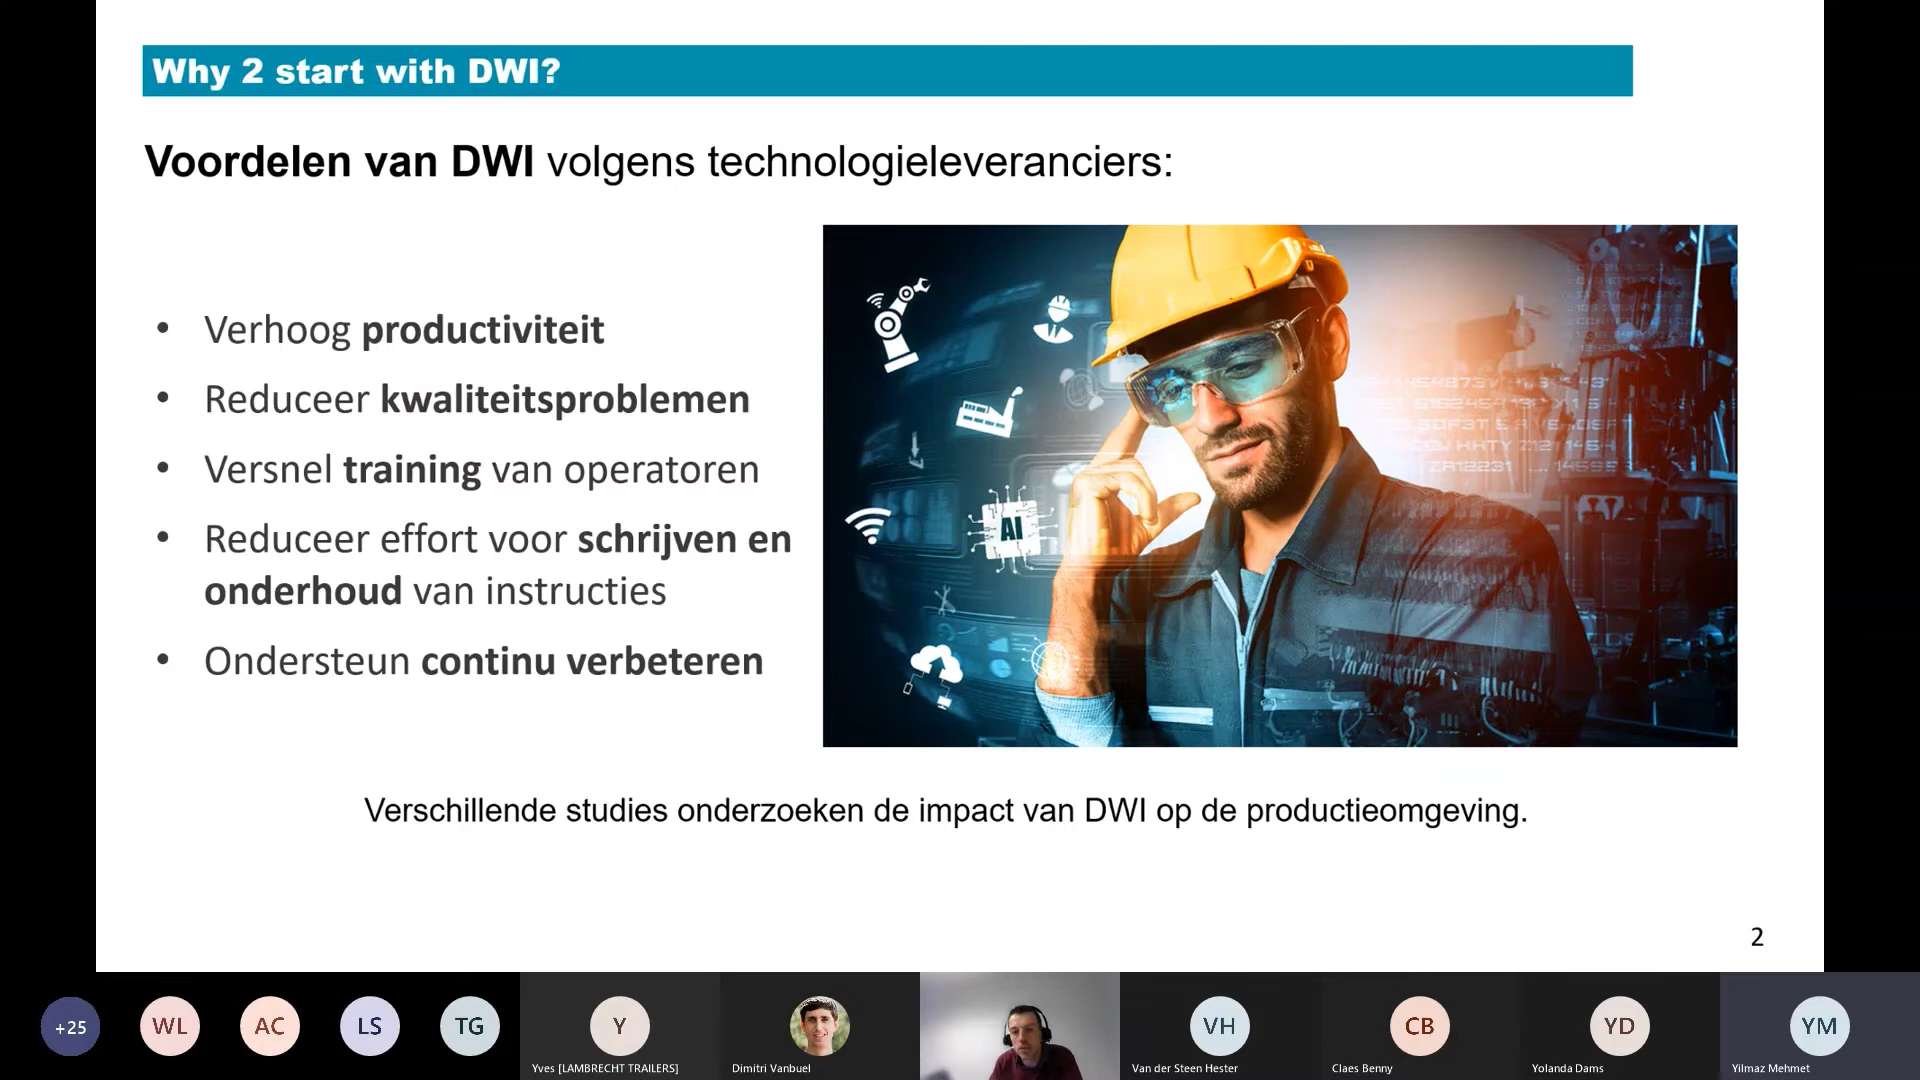 Why 2 start with DWI?
Voordelen van DWI volgens technologieleveranciers:
• Verhoog productiviteit
• Reduceer kwaliteitsproblemen
• Versnel training van operatoren
• Reduceer effort voor schrijven en
onderhoud van instructies
• Ondersteun continu verbeteren
AI
Verschillende studies onderzoeken de impact van DWI op de productieomgeving.
2
+25
WL
AC
LS
TG
Y
VH
CB
YD
YM
Yves [LAMBRECHT TRAILERS]
Dimitri Vanbuel
Van der Steen Hester
Claes Benny
Yolanda Dams
Yilmaz Mehmet